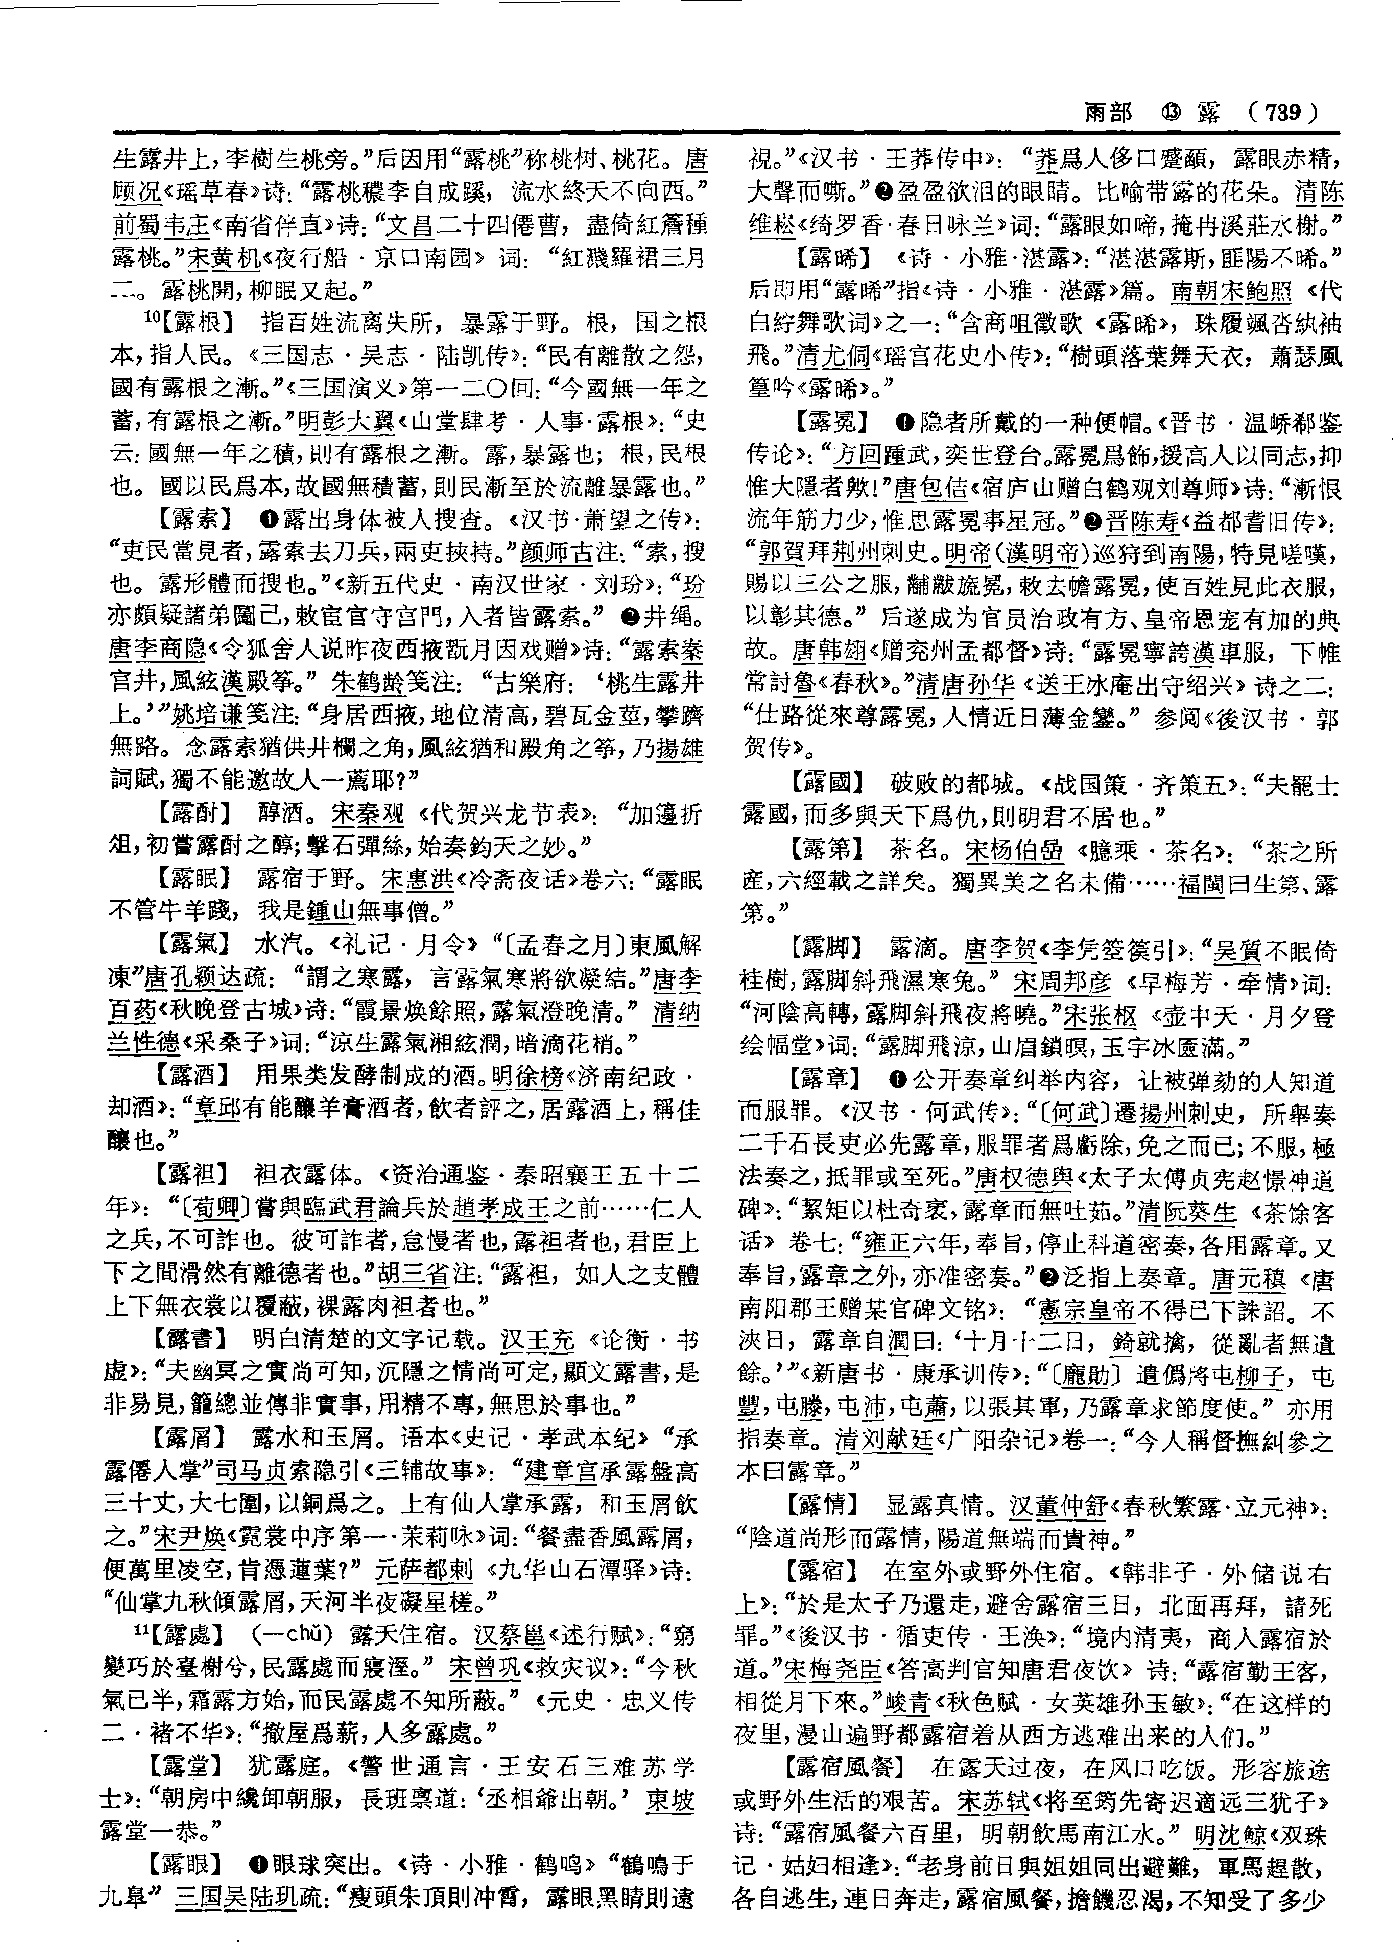 雨部 ⑬ 露 （739）
生露井上，李樹生桃旁。”后因用“露桃”称桃树、桃花。唐
顾况《瑶草春》诗：“露桃穠李自成蹊，流水終天不向西。”
前蜀韦庄《南省伴直》诗：“文昌二十四僊曹，盡倚紅簷種
露桃。”宋黄机《夜行船·京口南园》词：“紅濺羅裙三月
二。露桃開，柳眠又起。”
10【露根】 指百姓流离失所，暴露于野。根，国之根
本，指人民。《三国志·吴志·陆凯传》：“民有離散之怨，
國有露根之漸。”《三国演义》第一二〇回：“今國無一年之
蓄，有露根之漸。”明彭大翼《山堂肆考·人事·露根》：“史
云：國無一年之積，則有露根之漸。露，暴露也；根，民根
也。國以民爲本，故國無積蓄，則民漸至於流離暴露也。”
【露索】 ❶露出身体被人搜查。《汉书·萧望之传》：
“吏民當見者，露索去刀兵，兩吏挾持。”颜师古注：“索，搜
也。露形體而搜也。”《新五代史·南汉世家·刘玢》：“玢
亦頗疑諸弟圖己，敕宦官守宫門，入者皆露索。” ❷井绳。
唐李商隐《令狐舍人说昨夜西掖翫月因戏赠》诗：“露索秦
宫井，風絃漢殿筝。” 朱鹤龄笺注：“古樂府：‘桃生露井
上。’”姚培谦笺注：“身居西掖，地位清高，碧瓦金莖，攀躋
無路。念露索猶供井欄之角，風絃猶和殿角之筝，乃揚雄
詞賦，獨不能邀故人一薦耶？”
【露酎】 醇酒。宋秦观《代贺兴龙节表》：“加籩折
俎，初嘗露酎之醇；擊石彈絲，始奏鈞天之妙。”
【露眠】 露宿于野。宋惠洪《冷斋夜话》卷六：“露眠
不管牛羊踐，我是鍾山無事僧。”
【露氣】 水汽。《礼记·月令》“〔孟春之月〕東風解
凍”唐孔颖达疏：“謂之寒露，言露氣寒將欲凝結。”唐李
百药《秋晚登古城》诗：“霞景焕餘照，露氣澄晚清。” 清纳
兰性德《采桑子》词：“涼生露氣湘絃潤，暗滴花梢。”
【露酒】 用果类发酵制成的酒。明徐榜《济南纪政·
却酒》：“章邱有能釀羊膏酒者，飲者評之，居露酒上，稱佳
釀也。”
【露袒】 袒衣露体。《资治通鉴·秦昭襄王五十二
年》：“〔荀卿〕嘗與臨武君論兵於趙孝成王之前……仁人
之兵，不可詐也。彼可詐者，怠慢者也，露袒者也，君臣上
下之間滑然有離德者也。”胡三省注：“露袒，如人之支體
上下無衣裳以覆蔽，裸露肉袒者也。”
【露書】 明白清楚的文字记载。汉王充《论衡·书
虚》：“夫幽冥之實尚可知，沉隱之情尚可定，顯文露書，是
非易見，籠總並傳非實事，用精不專，無思於事也。”
【露屑】 露水和玉屑。语本《史记·孝武本纪》“承
露僊人掌”司马贞索隐引《三辅故事》：“建章宫承露盤高
三十丈，大七圍，以銅爲之。上有仙人掌承露，和玉屑飲
之。”宋尹焕《霓裳中序第一·茉莉咏》词：“餐盡香風露屑，
便萬里凌空，肯憑蓮葉？” 元萨都剌《九华山石潭驿》诗：
“仙掌九秋傾露屑，天河半夜凝星槎。”
11【露處】 （—chǔ）露天住宿。汉蔡邕《述行赋》：“窮
變巧於臺榭兮，民露處而寢溼。” 宋曾巩《救灾议》：“今秋
氣已半，霜露方始，而民露處不知所蔽。”《元史·忠义传
二·褚不华》：“撤屋爲薪，人多露處。”
【露堂】 犹露庭。《警世通言·王安石三难苏学
士》：“朝房中纔卸朝服，長班禀道：‘丞相爺出朝。’東坡
露堂一恭。”
【露眼】 ❶眼球突出。《诗·小雅·鹤鸣》“鶴鳴于
九皋” 三国吴陆玑疏：“瘦頭朱頂則冲霄，露眼黑睛則遠
視。”《汉书·王莽传中》：“莽爲人侈口蹷顄，露眼赤精，
大聲而嘶。”❷盈盈欲泪的眼睛。比喻带露的花朵。清陈
维崧《绮罗香·春日咏兰》词：“露眼如啼，掩冉溪莊水榭。”
【露晞】 《诗·小雅·湛露》：“湛湛露斯，匪陽不晞。”
后即用“露晞”指《诗·小雅·湛露》篇。南朝宋鲍照《代
白紵舞歌词》之一：“含商咀徵歌《露晞》，珠履颯沓紈袖
飛。”清尤侗《瑶宫花史小传》：“樹頭落葉舞天衣，蕭瑟風
篁吟《露晞》。”
【露冕】 ❶隐者所戴的一种便帽。《晋书·温峤郗鉴
传论》：“方回踵武，奕世登台。露冕爲飾，援高人以同志，抑
惟大隱者歟！”唐包佶《宿庐山赠白鹤观刘尊师》诗：“漸恨
流年筋力少，惟思露冕事星冠。”❷晋陈寿《益都耆旧传》：
“郭賀拜荆州刺史。明帝（漢明帝）巡狩到南陽，特見嗟嘆，
賜以三公之服，黼黻旒冕，敕去幨露冕，使百姓見此衣服，
以彰其德。” 后遂成为官员治政有方、皇帝恩宠有加的典
故。唐韩翃《赠兖州孟都督》诗：“露冕寧誇漢車服，下帷
常討魯《春秋》。”清唐孙华《送王冰庵出守绍兴》诗之二：
“仕路從來尊露冕，人情近日薄金鑾。” 参阅《後汉书·郭
贺传》。
【露國】 破败的都城。《战国策·齐策五》：“夫罷士
露國，而多與天下爲仇，則明君不居也。”
【露第】 茶名。宋杨伯嵒《臆乘·茶名》：“茶之所
産，六經載之詳矣。獨異美之名未備……福閩曰生第、露
第。”
【露脚】 露滴。唐李贺《李凭箜篌引》：“吴質不眠倚
桂樹，露脚斜飛濕寒兔。” 宋周邦彦《早梅芳·牵情》词：
“河陰高轉，露脚斜飛夜將曉。”宋张枢《壶中天·月夕登
绘幅堂》词：“露脚飛涼，山眉鎖暝，玉宇冰匳滿。”
【露章】 ❶公开奏章纠举内容，让被弹劾的人知道
而服罪。《汉书·何武传》：“〔何武〕遷揚州刺史，所舉奏
二千石長吏必先露章，服罪者爲虧除，免之而已；不服，極
法奏之，抵罪或至死。”唐权德舆《太子太傅贞宪赵憬神道
碑》：“絜矩以杜奇衺，露章而無吐茹。”清阮葵生《茶馀客
话》卷七：“雍正六年，奉旨，停止科道密奏，各用露章。又
奉旨，露章之外，亦准密奏。”❷泛指上奏章。唐元稹《唐
南阳郡王赠某官碑文铭》：“憲宗皇帝不得已下誅詔。不
浹日，露章自潤曰：‘十月十二日，錡就擒，從亂者無遺
餘。’”《新唐书·康承训传》：“〔龐勛〕遣僞將屯柳子，屯
豐，屯滕，屯沛，屯蕭，以張其軍，乃露章求節度使。” 亦用
指奏章。清刘献廷《广阳杂记》卷一：“今人稱督撫糾參之
本曰露章。”
【露情】 显露真情。汉董仲舒《春秋繁露·立元神》：
“陰道尚形而露情，陽道無端而貴神。”
【露宿】 在室外或野外住宿。《韩非子·外储说右
上》：“於是太子乃還走，避舍露宿三日，北面再拜，請死
罪。”《後汉书·循吏传·王涣》：“境内清夷，商人露宿於
道。”宋梅尧臣《答高判官知唐君夜饮》诗：“露宿勤王客，
相從月下來。”峻青《秋色赋·女英雄孙玉敏》：“在这样的
夜里，漫山遍野都露宿着从西方逃难出来的人们。”
【露宿風餐】 在露天过夜，在风口吃饭。形容旅途
或野外生活的艰苦。宋苏轼《将至筠先寄迟適远三犹子》
诗：“露宿風餐六百里，明朝飲馬南江水。” 明沈鲸《双珠
记·姑妇相逢》：“老身前日與姐姐同出避難，軍馬趕散，
各自逃生，連日奔走，露宿風餐，擔饑忍渴，不知受了多少